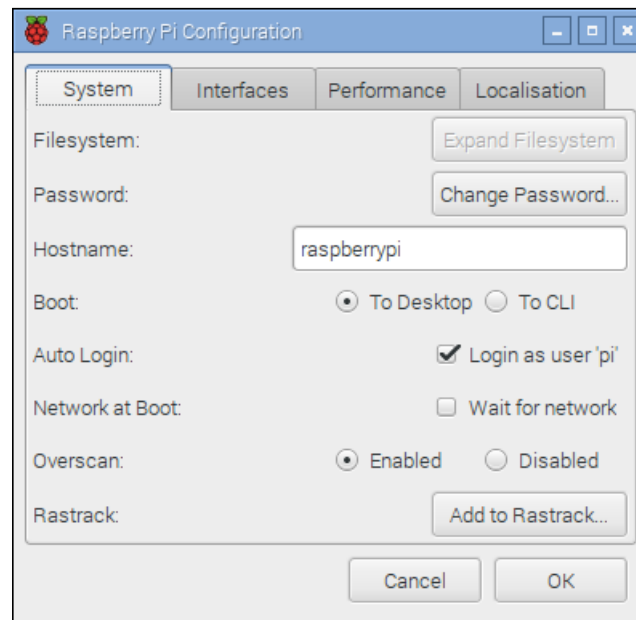 Raspberry Pi Configuration
System Interfaces Performance Localisation
Filesystem: Expand Filesystem
Password: Change Password...
Hostname: raspberrypi
Boot: To Desktop To CLI
Auto Login: Login as user 'pi'
Network at Boot: Wait for network
Overscan: Enabled Disabled
Rastrack: Add to Rastrack...
Cancel OK